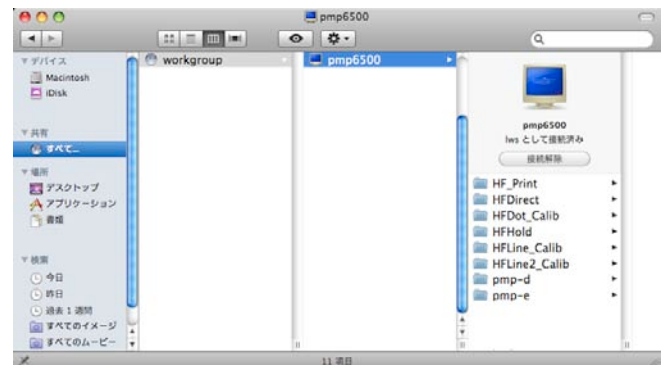 pmp6500
デバイス
Macintosh
iDisk
共有
すべて...
場所
デスクトップ
アプリケーション
書類
検索
今日
昨日
過去 1 週間
すべてのイメージ
すべてのムービー
workgroup
pmp6500
pmp6500
lws として接続済み
接続解除
HF_Print
HFDirect
HFDot_Calib
HFHold
HFLine_Calib
HFLine2_Calib
pmp-d
pmp-e
11 項目